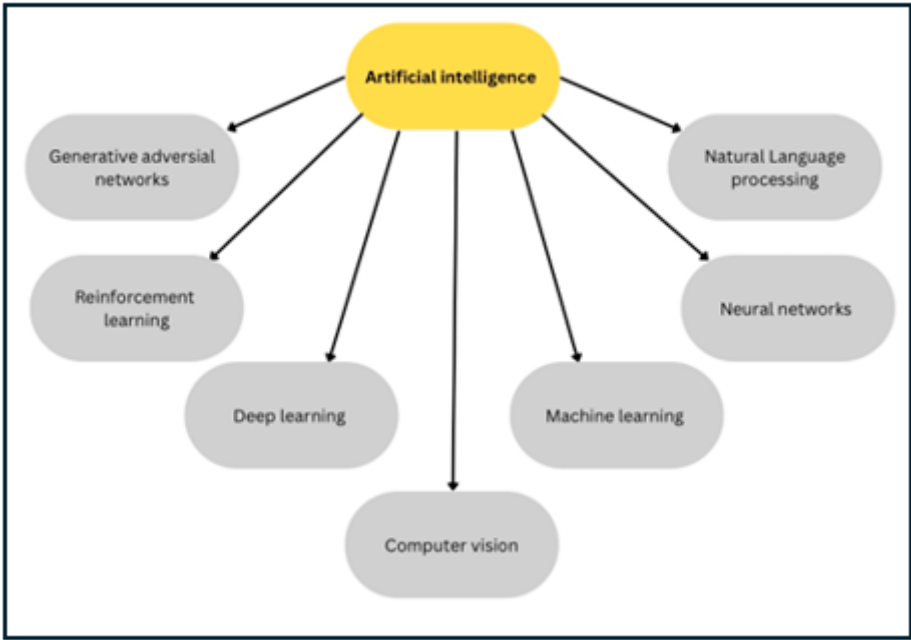 Artificial intelligence
Generative adversial
networks
Natural Language
processing
Reinforcement
learning
Neural networks
Deep learning
Machine learning
Computer vision